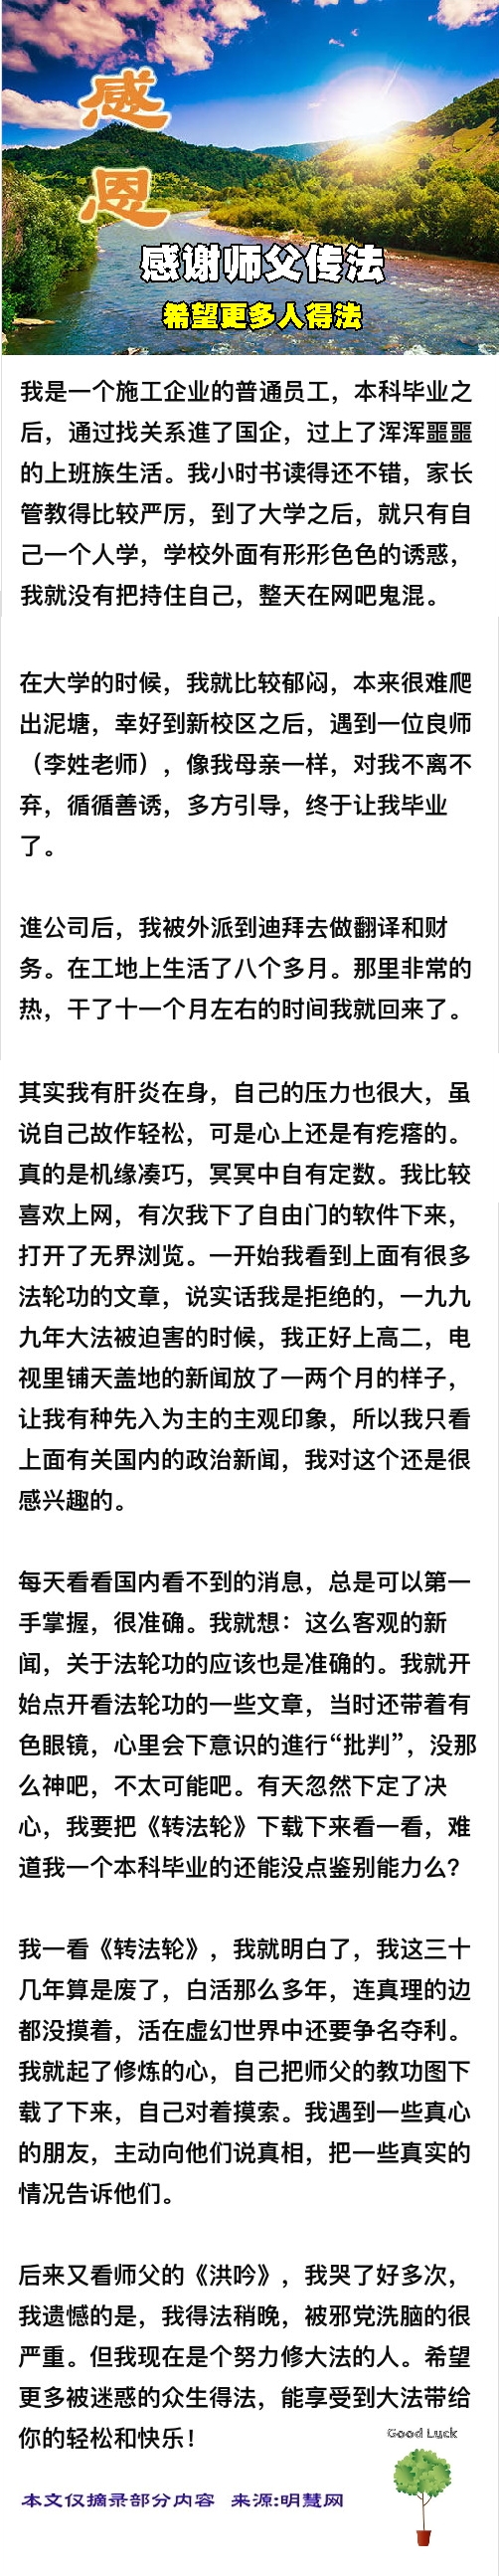 感
恩
感谢师父传法
希望更多人得法
我是一个施工企业的普通员工，本科毕业之
后，通过找关系進了国企，过上了浑浑噩噩
的上班族生活。我小时书读得还不错，家长
管教得比较严厉，到了大学之后，就只有自
己一个人学，学校外面有形形色色的诱惑，
我就没有把持住自己，整天在网吧鬼混。
在大学的时候，我就比较郁闷，本来很难爬
出泥塘，幸好到新校区之后，遇到一位良师
（李姓老师），像我母亲一样，对我不离不
弃，循循善诱，多方引导，终于让我毕业
了。
進公司后，我被外派到迪拜去做翻译和财
务。在工地上生活了八个多月。那里非常的
热，干了十一个月左右的时间我就回来了。
其实我有肝炎在身，自己的压力也很大，虽
说自己故作轻松，可是心上还是有疙瘩的。
真的是机缘凑巧，冥冥中自有定数。我比较
喜欢上网，有次我下了自由门的软件下来，
打开了无界浏览。一开始我看到上面有很多
法轮功的文章，说实话我是拒绝的，一九九
九年大法被迫害的时候，我正好上高二，电
视里铺天盖地的新闻放了一两个月的样子，
让我有种先入为主的主观印象，所以我只看
上面有关国内的政治新闻，我对这个还是很
感兴趣的。
每天看看国内看不到的消息，总是可以第一
手掌握，很准确。我就想：这么客观的新
闻，关于法轮功的应该也是准确的。我就开
始点开看法轮功的一些文章，当时还带着有
色眼镜，心里会下意识的進行“批判”，没那
么神吧，不太可能吧。有天忽然下定了决
心，我要把《转法轮》下载下来看一看，难
道我一个本科毕业的还能没点鉴别能力么？
我一看《转法轮》，我就明白了，我这三十
几年算是废了，白活那么多年，连真理的边
都没摸着，活在虚幻世界中还要争名夺利。
我就起了修炼的心，自己把师父的教功图下
载了下来，自己对着摸索。我遇到一些真心
的朋友，主动向他们说真相，把一些真实的
情况告诉他们。
后来又看师父的《洪吟》，我哭了好多次，
我遗憾的是，我得法稍晚，被邪党洗脑的很
严重。但我现在是个努力修大法的人。希望
更多被迷惑的众生得法，能享受到大法带给
你的轻松和快乐！
Good Luck
本文仅摘录部分内容 来源:明慧网